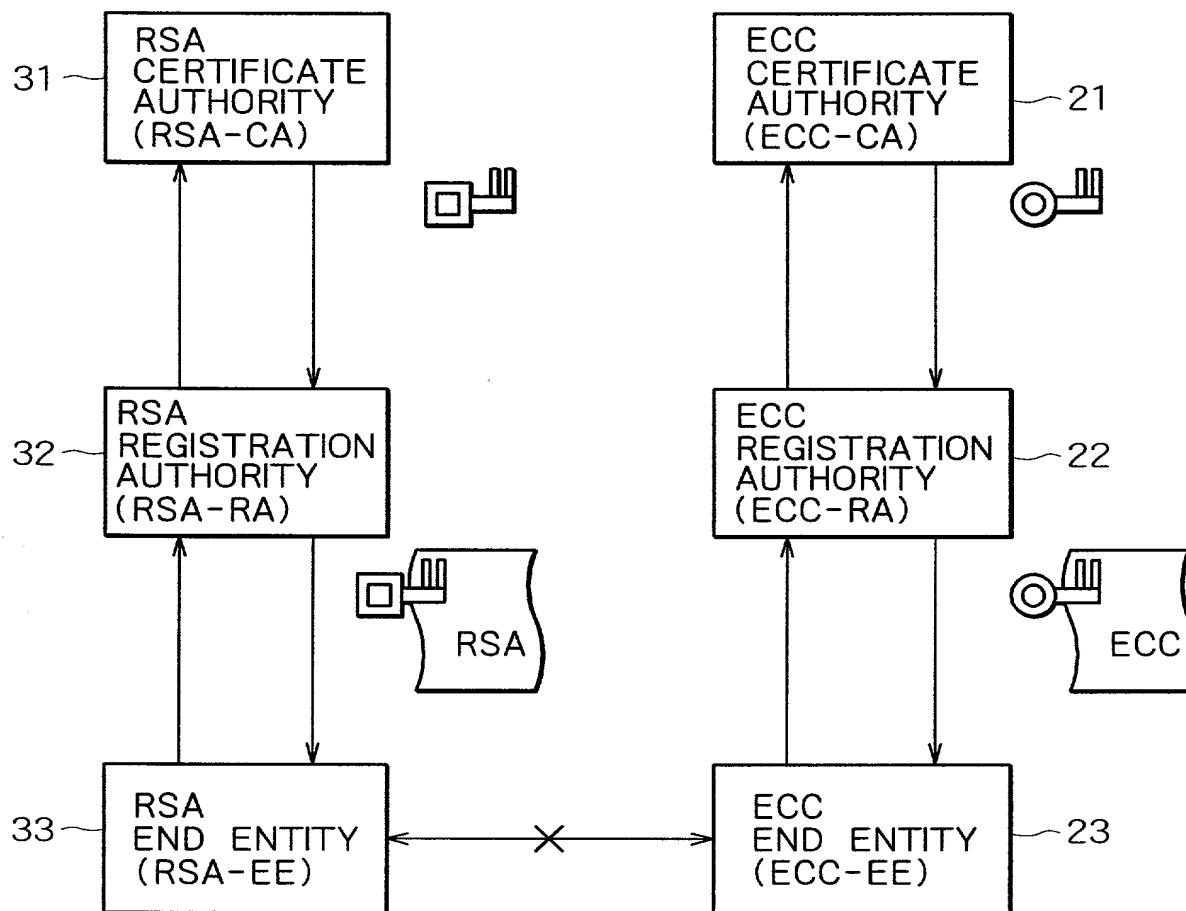 31
RSA
CERTIFICATE
AUTHORITY
(RSA-CA)
ECC
CERTIFICATE
AUTHORITY
(ECC-CA)
21
32
RSA
REGISTRATION
AUTHORITY
(RSA-RA)
ECC
REGISTRATION
AUTHORITY
(ECC-RA)
22
RSA
ECC
33
RSA
END ENTITY
(RSA-EE)
ECC
END ENTITY
(ECC-EE)
23